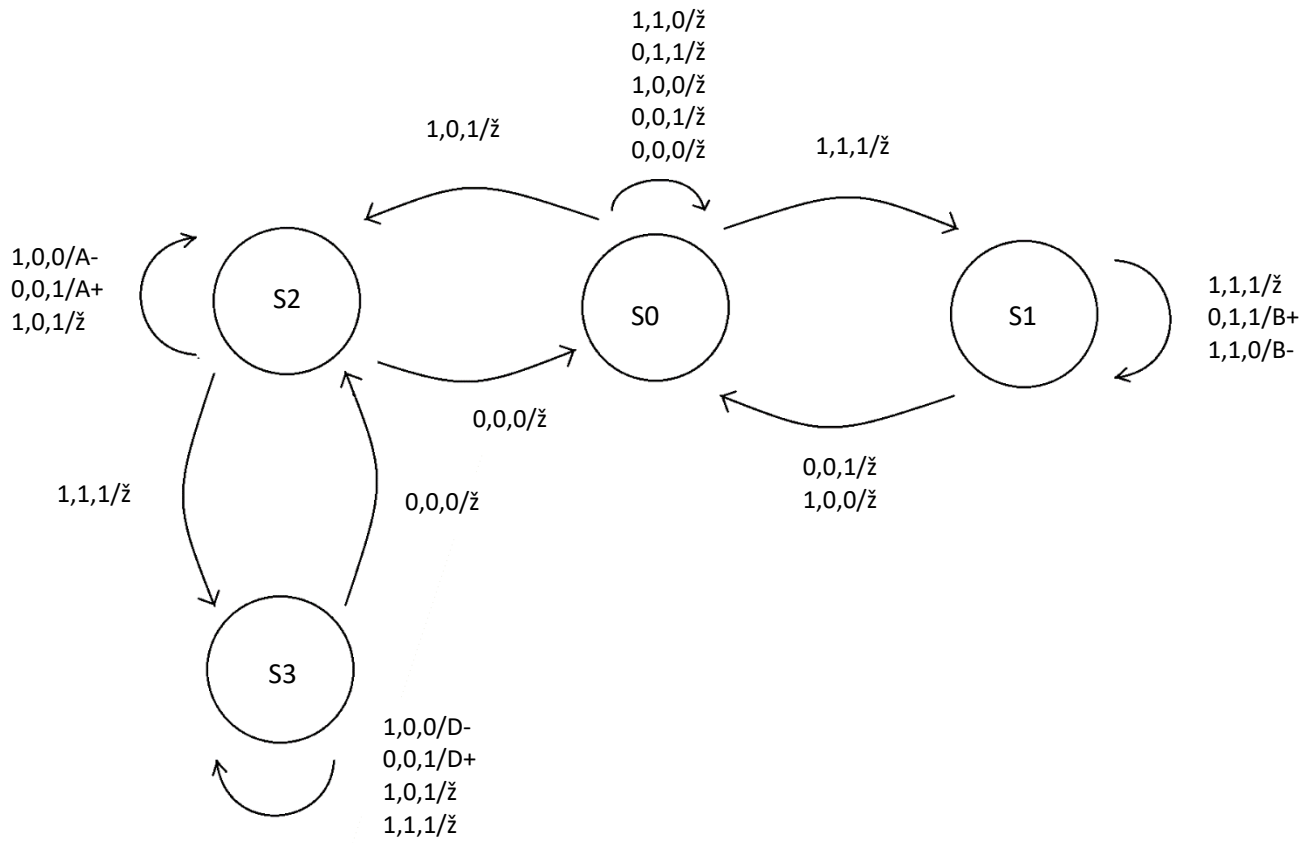 1,1,0/ž
0,1,1/ž
1,0,0/ž
0,0,1/ž
0,0,0/ž
1,0,1/ž
1,1,1/ž
1,0,0/A-
0,0,1/A+
1,0,1/ž
S2
S0
S1
1,1,1/ž
0,1,1/B+
1,1,0/B-
0,0,0/ž
0,0,1/ž
1,0,0/ž
1,1,1/ž
0,0,0/ž
S3
1,0,0/D-
0,0,1/D+
1,0,1/ž
1,1,1/ž